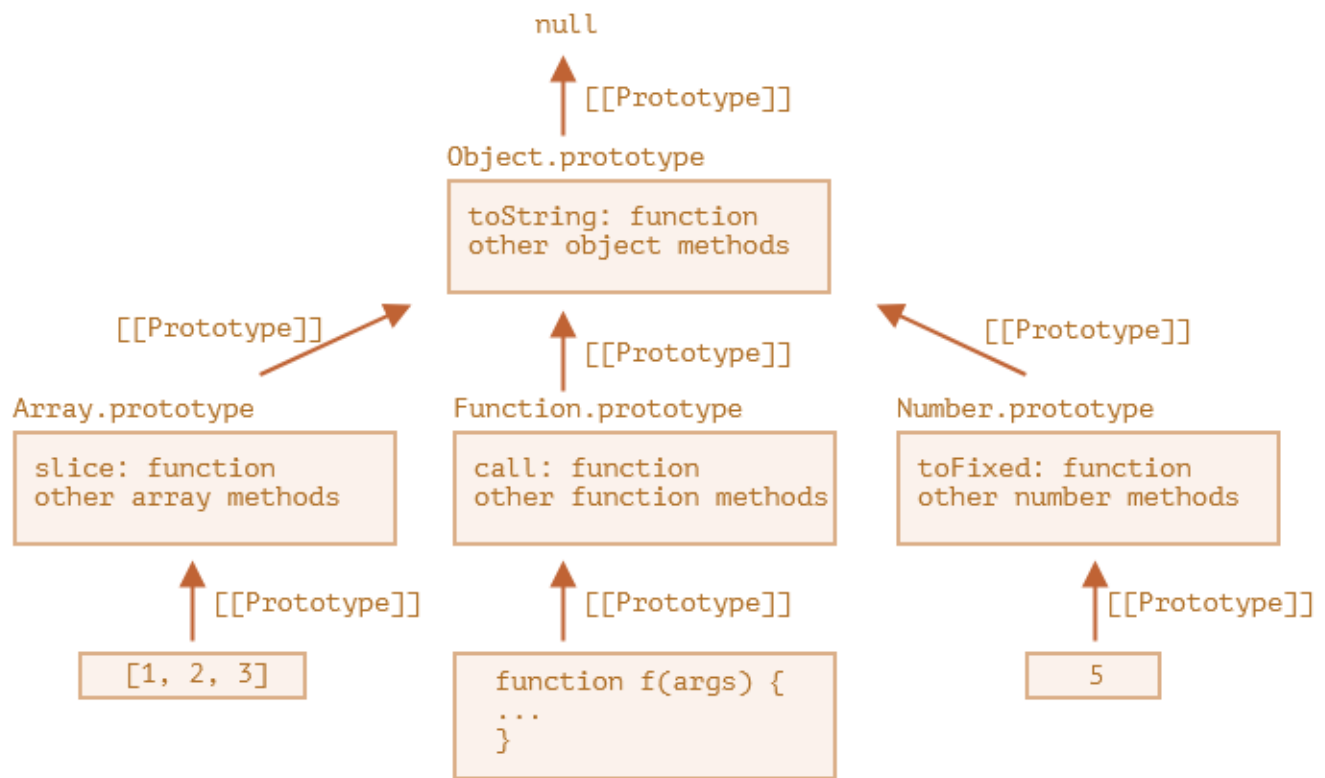 null
[[Prototype]]
Object.prototype
toString: function
other object methods
[[Prototype]]
[[Prototype]]
[[Prototype]]
Array.prototype
slice: function
other array methods
[[Prototype]]
[1, 2, 3]
Function.prototype
call: function
other function methods
[[Prototype]]
function f(args) {
...
}
Number.prototype
toFixed: function
other number methods
[[Prototype]]
5